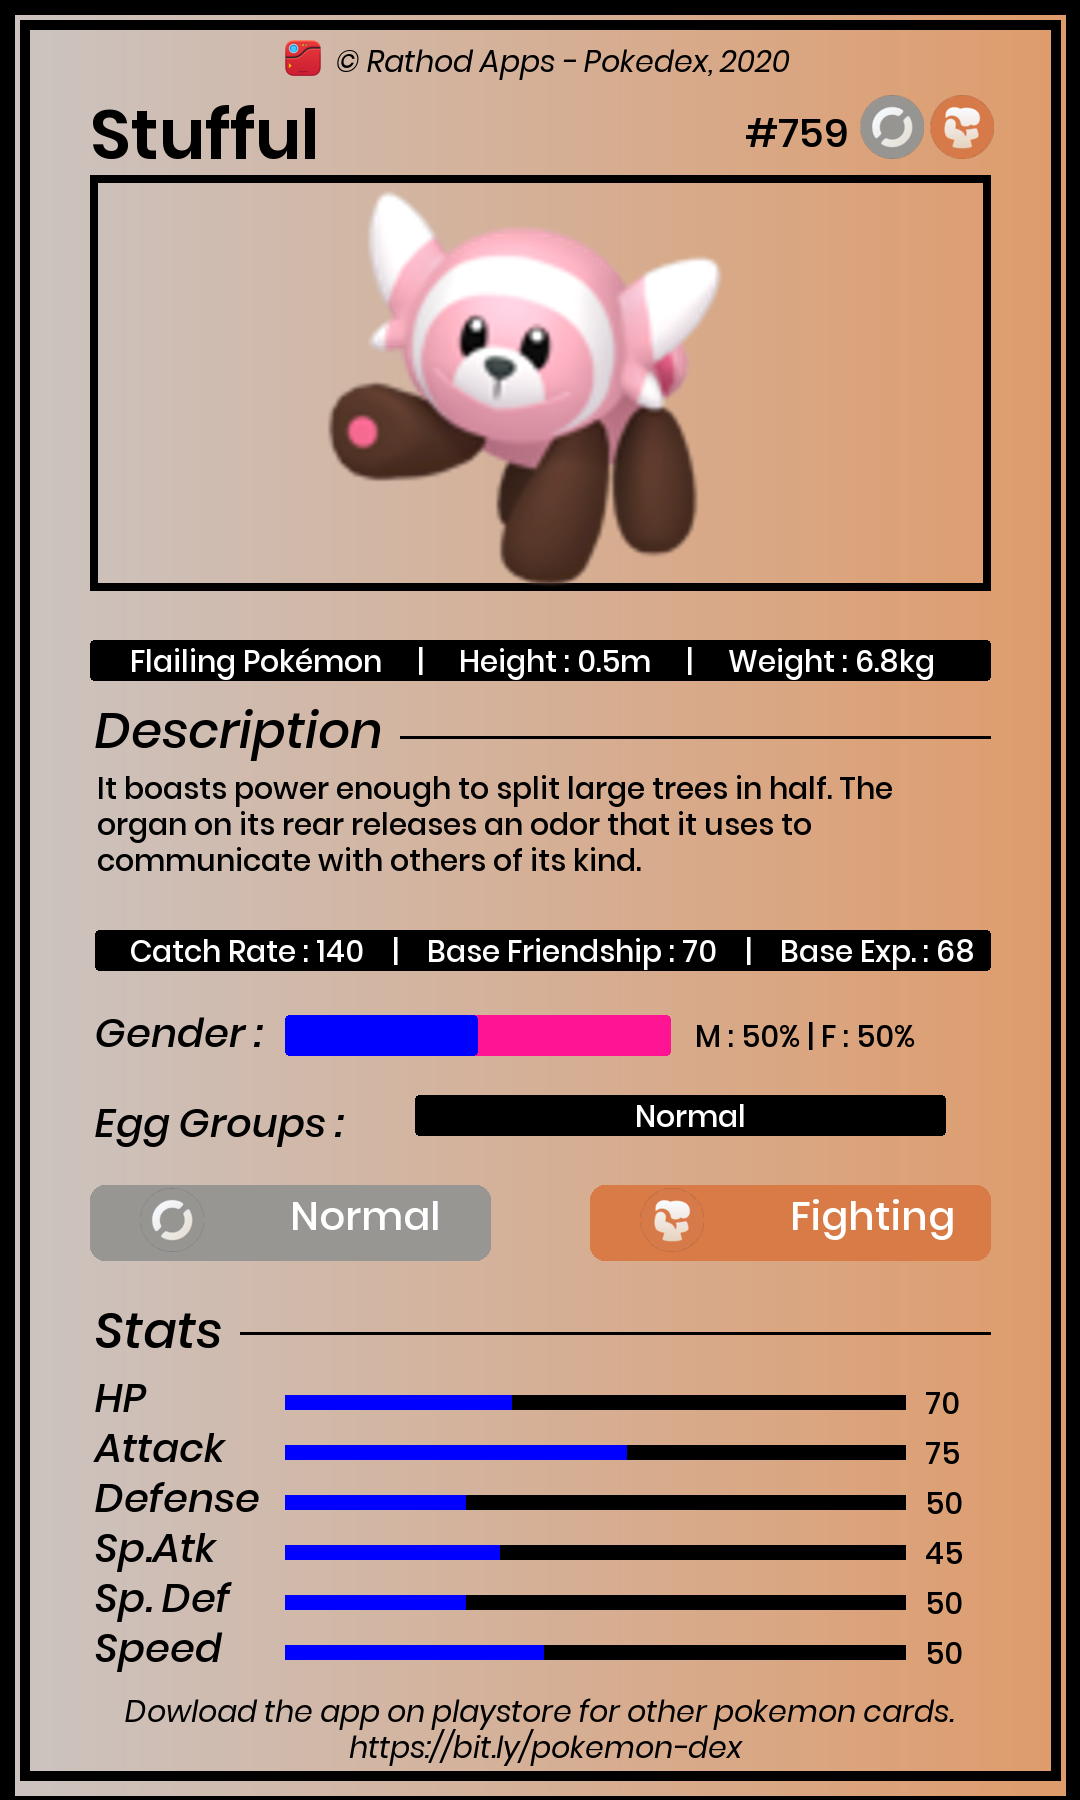 © Rathod Apps - Pokedex, 2020
Stufful #759
Flailing Pokémon | Height : 0.5m | Weight : 6.8kg
Description
It boasts power enough to split large trees in half. The
organ on its rear releases an odor that it uses to
communicate with others of its kind.
Catch Rate : 140 | Base Friendship : 70 | Base Exp. : 68
Gender : M : 50% | F : 50%
Egg Groups : Normal
Normal Fighting
Stats
HP 70
Attack 75
Defense 50
Sp.Atk 45
Sp. Def 50
Speed 50
Dowload the app on playstore for other pokemon cards.
https://bit.ly/pokemon-dex